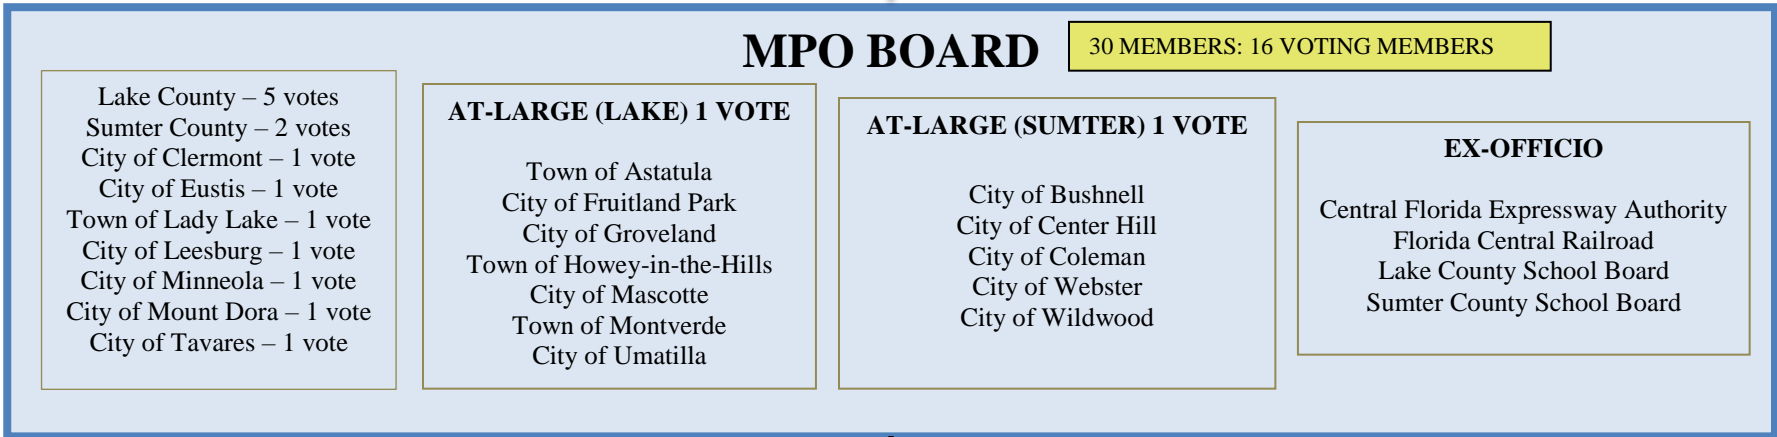 MPO BOARD
30 MEMBERS: 16 VOTING MEMBERS
Lake County – 5 votes
Sumter County – 2 votes
City of Clermont – 1 vote
City of Eustis – 1 vote
Town of Lady Lake – 1 vote
City of Leesburg – 1 vote
City of Minneola – 1 vote
City of Mount Dora – 1 vote
City of Tavares – 1 vote
AT-LARGE (LAKE) 1 VOTE
Town of Astatula
City of Fruitland Park
City of Groveland
Town of Howey-in-the-Hills
City of Mascotte
Town of Montverde
City of Umatilla
AT-LARGE (SUMTER) 1 VOTE
City of Bushnell
City of Center Hill
City of Coleman
City of Webster
City of Wildwood
EX-OFFICIO
Central Florida Expressway Authority
Florida Central Railroad
Lake County School Board
Sumter County School Board